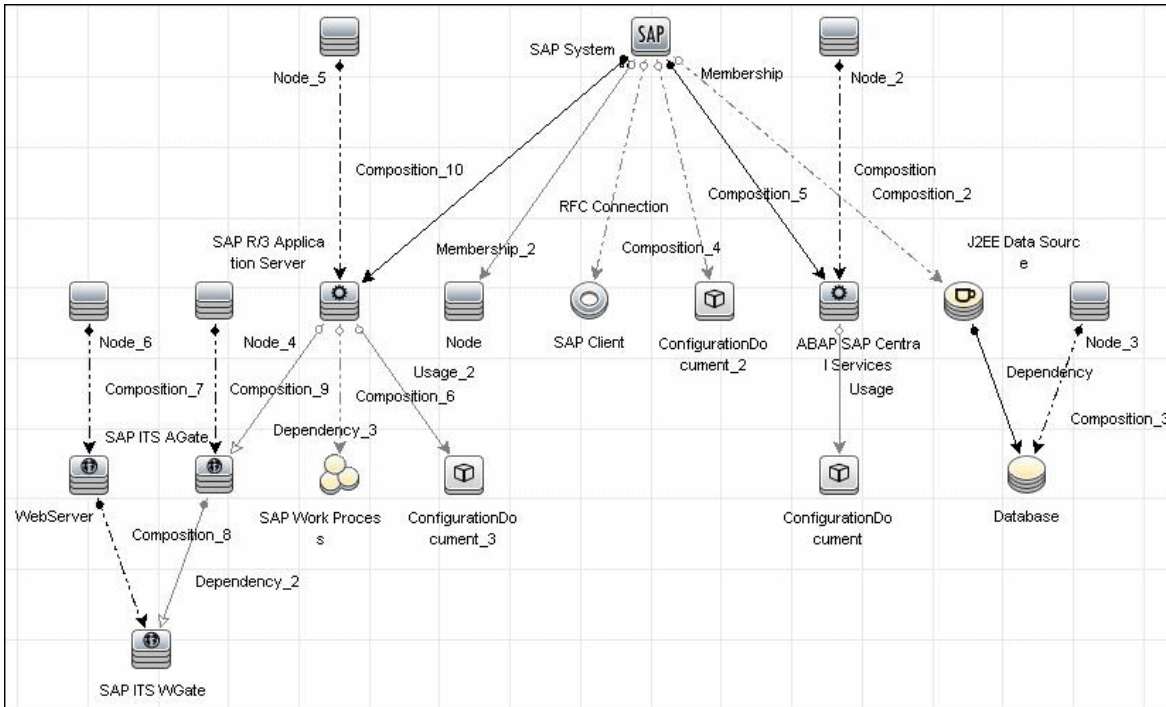 SAP
SAP System
Node_5
Membership
Node_2
Composition_10
Composition
Composition_5
Composition_2
RFC Connection
SAP R/3 Applica
tion Server
Membership_2
Composition_4
J2EE Data Sourc
e
Node_6
Node_4
Node
SAP Client
ConfigurationDo
cument_2
ABAP SAP Centra
l Services
Node_3
Usage_2
Composition_7
Composition_9
Composition_6
Usage
Dependency
Composition_3
SAP ITS AGate
Dependency_3
WebServer
Composition_8
SAP Work Proces
s
ConfigurationDo
cument_3
ConfigurationDo
cument
Database
Dependency_2
SAP ITS WGate